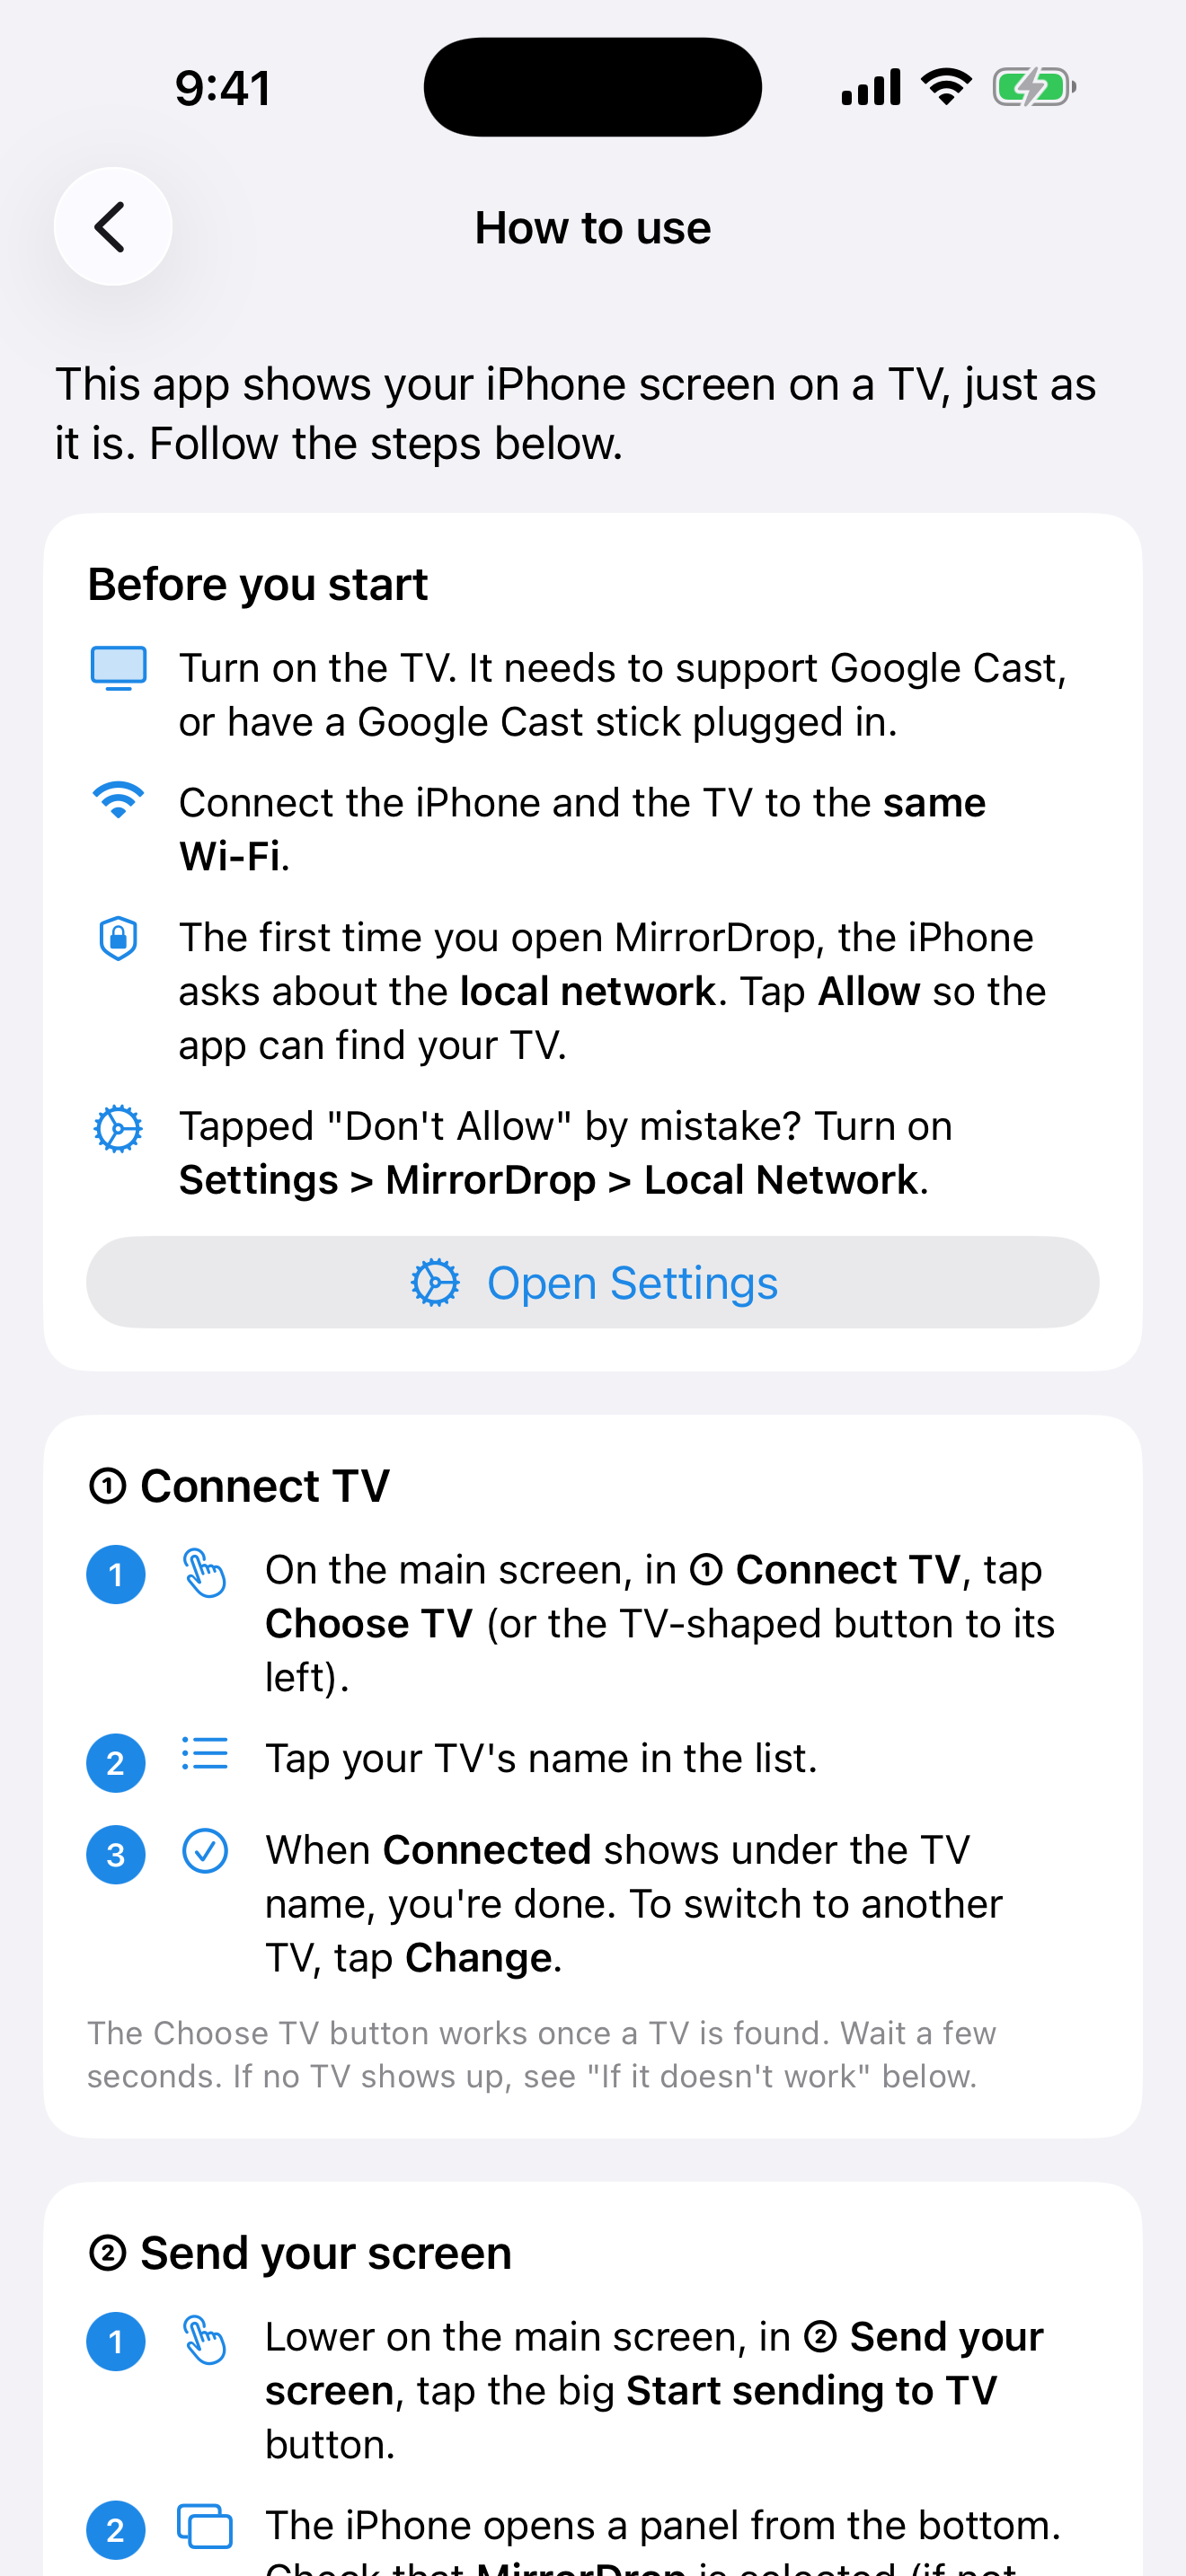 9:41
How to use
This app shows your iPhone screen on a TV, just as
it is. Follow the steps below.
Before you start
Turn on the TV. It needs to support Google Cast,
or have a Google Cast stick plugged in.
Connect the iPhone and the TV to the same
Wi-Fi.
The first time you open MirrorDrop, the iPhone
asks about the local network. Tap Allow so the
app can find your TV.
Tapped "Don't Allow" by mistake? Turn on
Settings > MirrorDrop > Local Network.
Open Settings
① Connect TV
1 On the main screen, in ① Connect TV, tap
Choose TV (or the TV-shaped button to its
left).
2 Tap your TV's name in the list.
3 When Connected shows under the TV
name, you're done. To switch to another
TV, tap Change.
The Choose TV button works once a TV is found. Wait a few
seconds. If no TV shows up, see "If it doesn't work" below.
② Send your screen
1 Lower on the main screen, in ② Send your
screen, tap the big Start sending to TV
button.
2 The iPhone opens a panel from the bottom.
Check that MirrorDrop is selected (if not